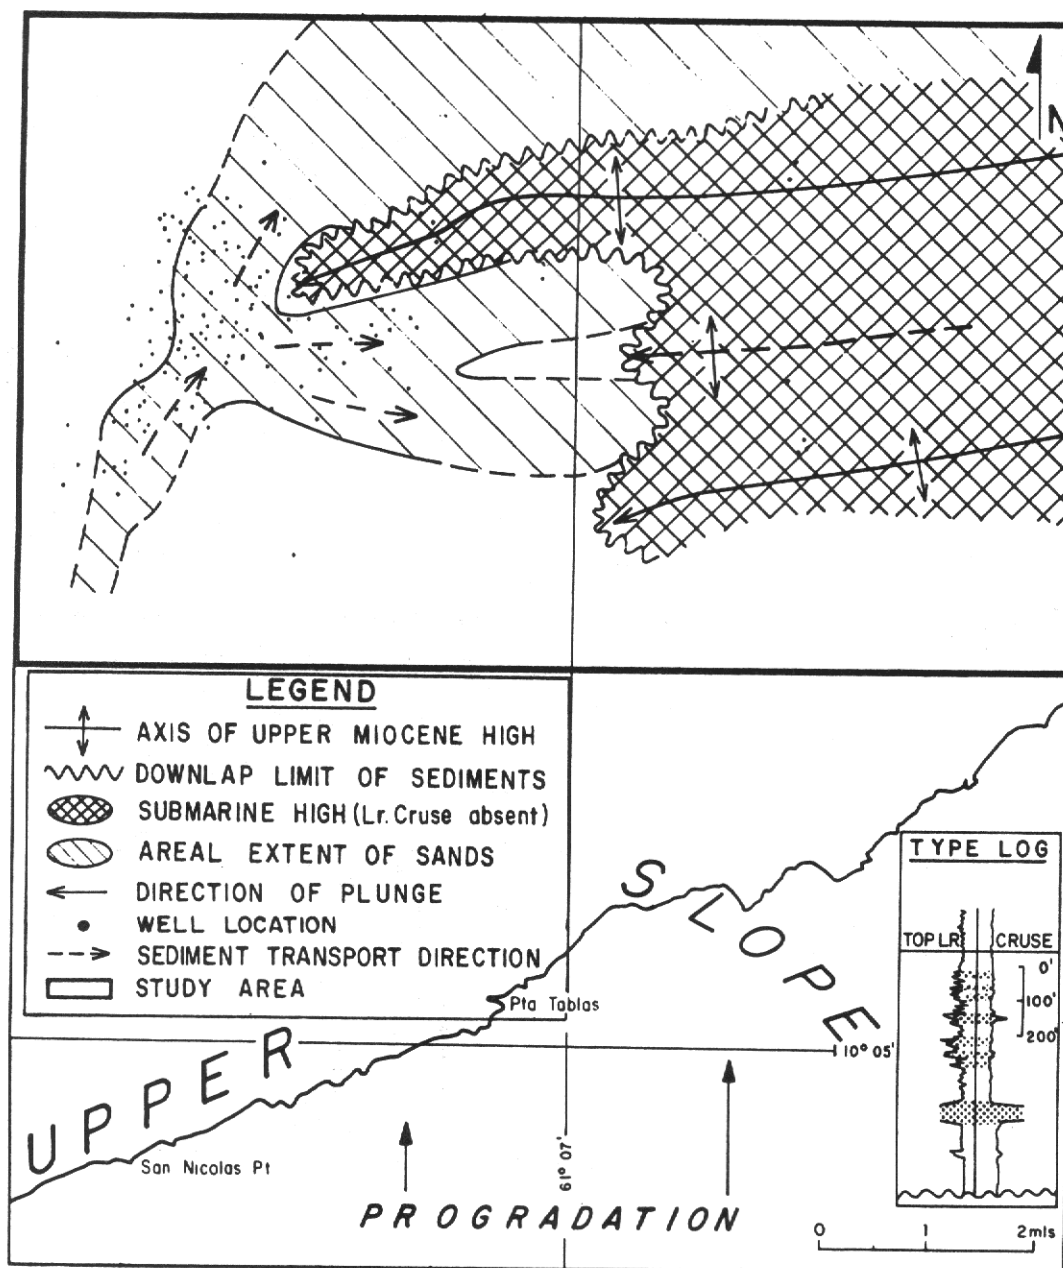 N
LEGEND
AXIS OF UPPER MIOCENE HIGH
DOWNLAP LIMIT OF SEDIMENTS
SUBMARINE HIGH (Lr. Cruse absent)
AREAL EXTENT OF SANDS
DIRECTION OF PLUNGE
WELL LOCATION
SEDIMENT TRANSPORT DIRECTION
STUDY AREA
TYPE LOG
TOP LR. CRUSE
0'
100'
200'
UPPER SLOPE
Pta Tablas
10° 05'
San Nicolas Pt
61° 07'
PROGRADATION
0 1 2 mls